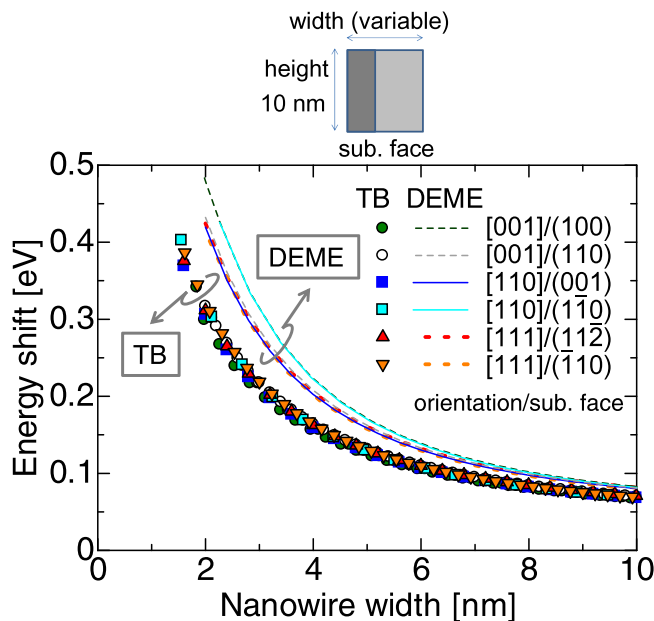 width (variable)
height
10 nm
sub. face
0.5
0.4
0.3
0.2
0.1
0
Energy shift [eV]
TB DEME
[001]/(100)
[001]/(110)
[110]/(001)
[110]/(11̅0)
[111]/(112̅)
[111]/(1̅10)
orientation/sub. face
DEME
TB
0 2 4 6 8 10
Nanowire width [nm]